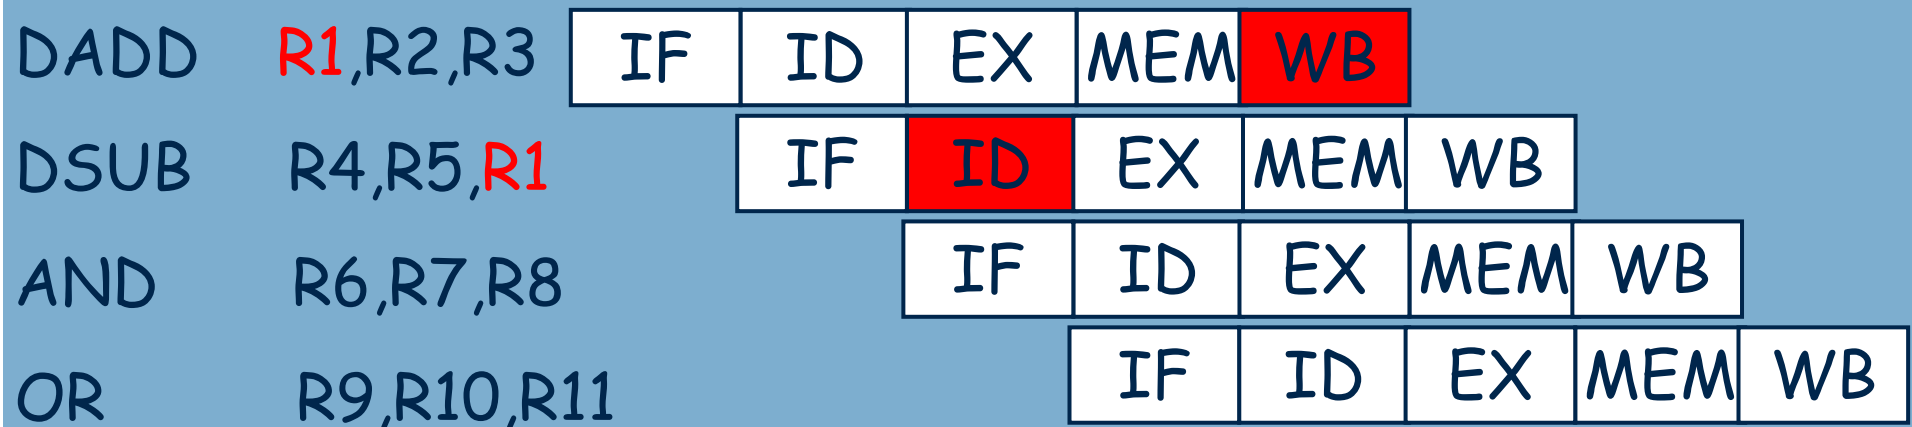 DADD R1,R2,R3 IF ID EX MEM WB
DSUB R4,R5,R1 IF ID EX MEM WB
AND R6,R7,R8 IF ID EX MEM WB
OR R9,R10,R11 IF ID EX MEM WB